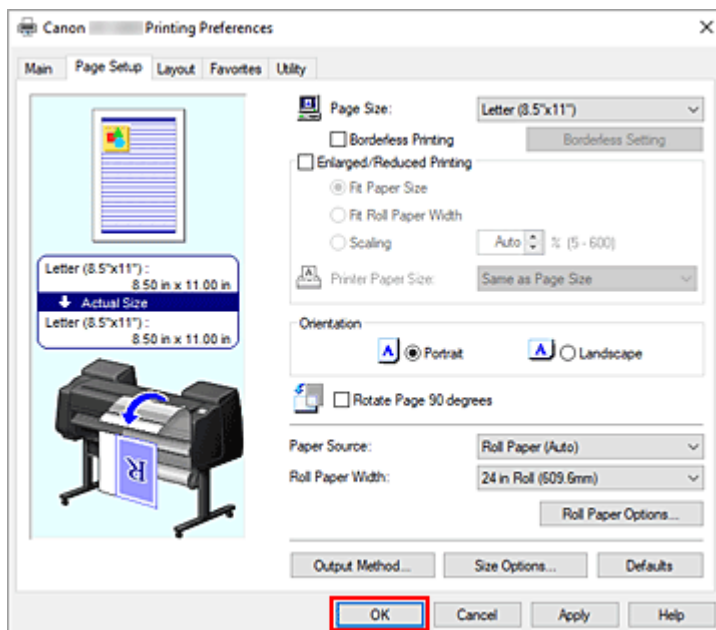 Canon Printing Preferences
Main Page Setup Layout Favorites Utility
Page Size: Letter (8.5"x11")
Borderless Printing Borderless Setting
Enlarged/Reduced Printing
Fit Paper Size
Fit Roll Paper Width
Scaling Auto % (5 - 600)
Printer Paper Size: Same as Page Size
Letter (8.5"x11") :
8.50 in x 11.00 in
Actual Size
Letter (8.5"x11") :
8.50 in x 11.00 in
Orientation
A Portrait A Landscape
Rotate Page 90 degrees
Paper Source: Roll Paper (Auto)
Roll Paper Width: 24 in Roll (609.6mm)
Roll Paper Options...
R
Output Method... Size Options... Defaults
OK Cancel Apply Help